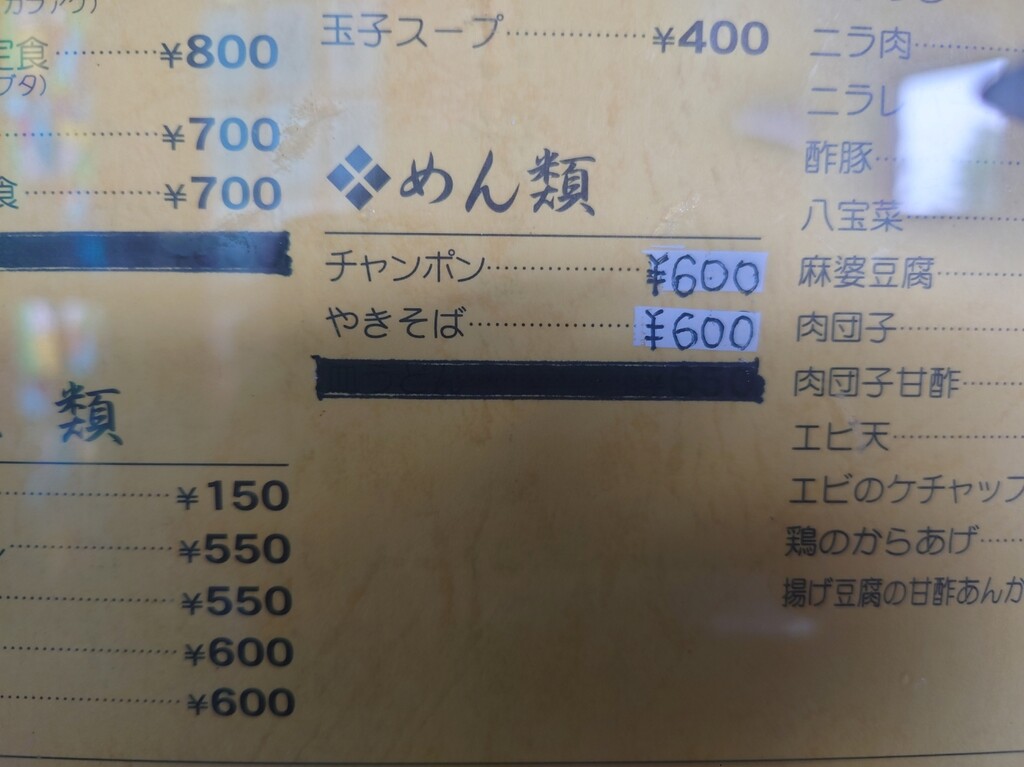 カラアゲ)
定食 ¥800
ブタ)
¥700
食 ¥700
類
¥150
¥550
¥550
¥600
¥600
玉子スープ ¥400
めん類
チャンポン ¥600
やきそば ¥600
ニラ肉
ニラレ
酢豚
八宝菜
麻婆豆腐
肉団子
肉団子甘酢
エビ天
エビのケチャップ
鶏のからあげ
揚げ豆腐の甘酢あんか